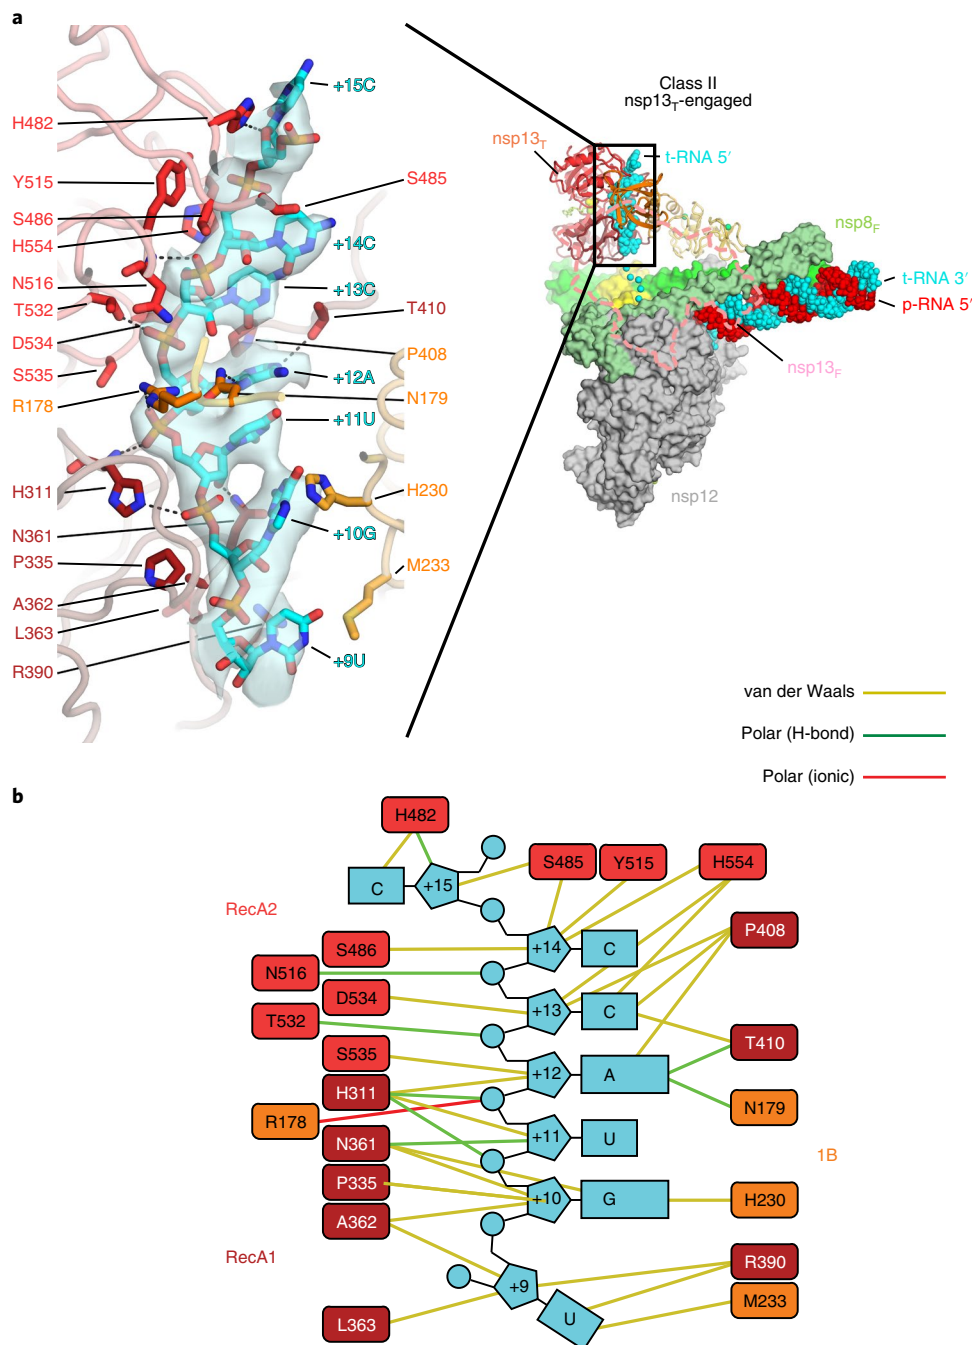 a
H482
Y515
S486
H554
N516
T532
D534
S535
R178
H311
N361
P335
A362
L363
R390
+15C
S485
+14C
+13C
T410
P408
+12A
N179
+11U
H230
+10G
M233
+9U
Class II
nsp13T-engaged
nsp13T
t-RNA 5′
nsp8F
t-RNA 3′
p-RNA 5′
nsp13F
nsp12
van der Waals
Polar (H-bond)
Polar (ionic)
b
H482
S485 Y515 H554
C +15
RecA2
P408
S486 +14 C
N516
D534 +13 C
T532
T410
S535 +12 A
H311
N179
R178
N361 +11 U
1B
P335 +10 G H230
A362
RecA1
R390
+9
M233
L363 U